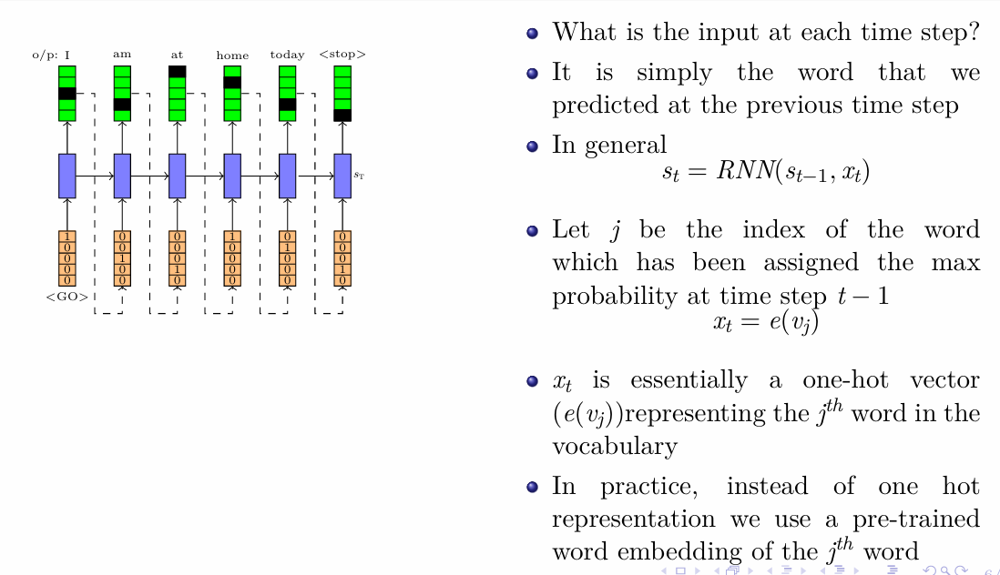 o/p: I am at home today <stop>
s_T
1 0 0 1 0 0
0 0 0 0 1 0
0 1 0 0 0 0
0 0 1 0 0 1
0 0 0 0 0 0
<GO>
What is the input at each time step?
It is simply the word that we
predicted at the previous time step
In general
s_t = RNN(s_{t−1}, x_t)
Let j be the index of the word
which has been assigned the max
probability at time step t − 1
x_t = e(v_j)
x_t is essentially a one-hot vector
(e(v_j))representing the j^{th} word in the
vocabulary
In practice, instead of one hot
representation we use a pre-trained
word embedding of the j^{th} word